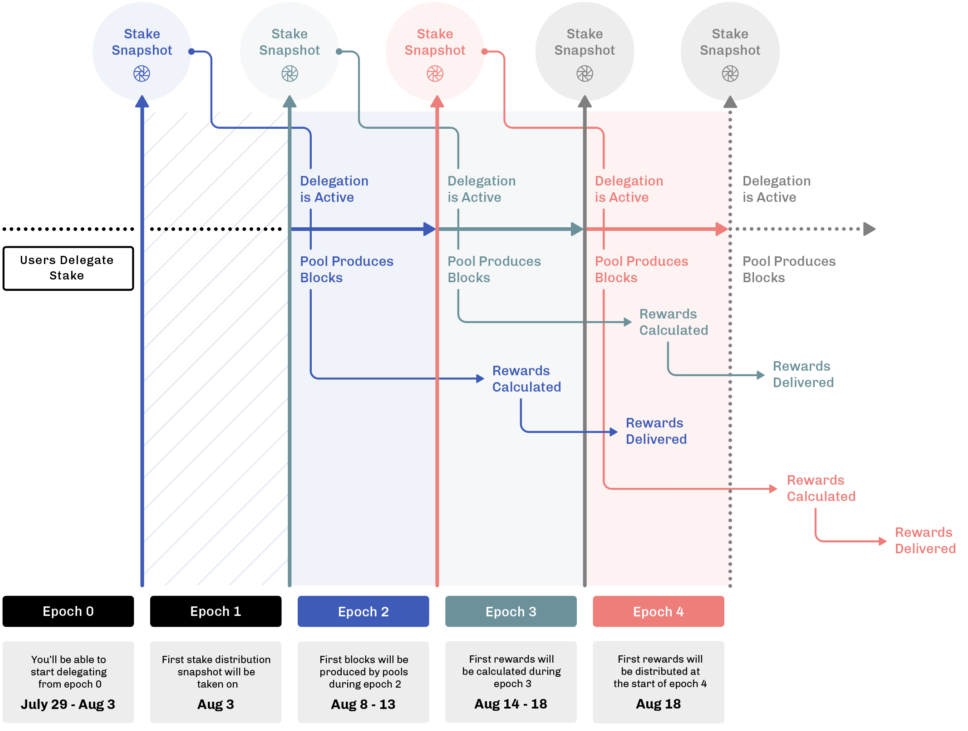 Stake
Snapshot
Stake
Snapshot
Stake
Snapshot
Stake
Snapshot
Stake
Snapshot
Delegation
is Active
Delegation
is Active
Delegation
is Active
Delegation
is Active
Users Delegate
Stake
Pool Produces
Blocks
Pool Produces
Blocks
Pool Produces
Blocks
Pool Produces
Blocks
Rewards
Calculated
Rewards
Delivered
Rewards
Calculated
Rewards
Delivered
Rewards
Calculated
Rewards
Delivered
Epoch 0
Epoch 1
Epoch 2
Epoch 3
Epoch 4
You'll be able to
start delegating
from epoch 0
July 29 - Aug 3
First stake distribution
snapshot will be
taken on
Aug 3
First blocks will be
produced by pools
during epoch 2
Aug 8 - 13
First rewards will
be calculated during
epoch 3
Aug 14 - 18
First rewards will
be distributed at
the start of epoch 4
Aug 18